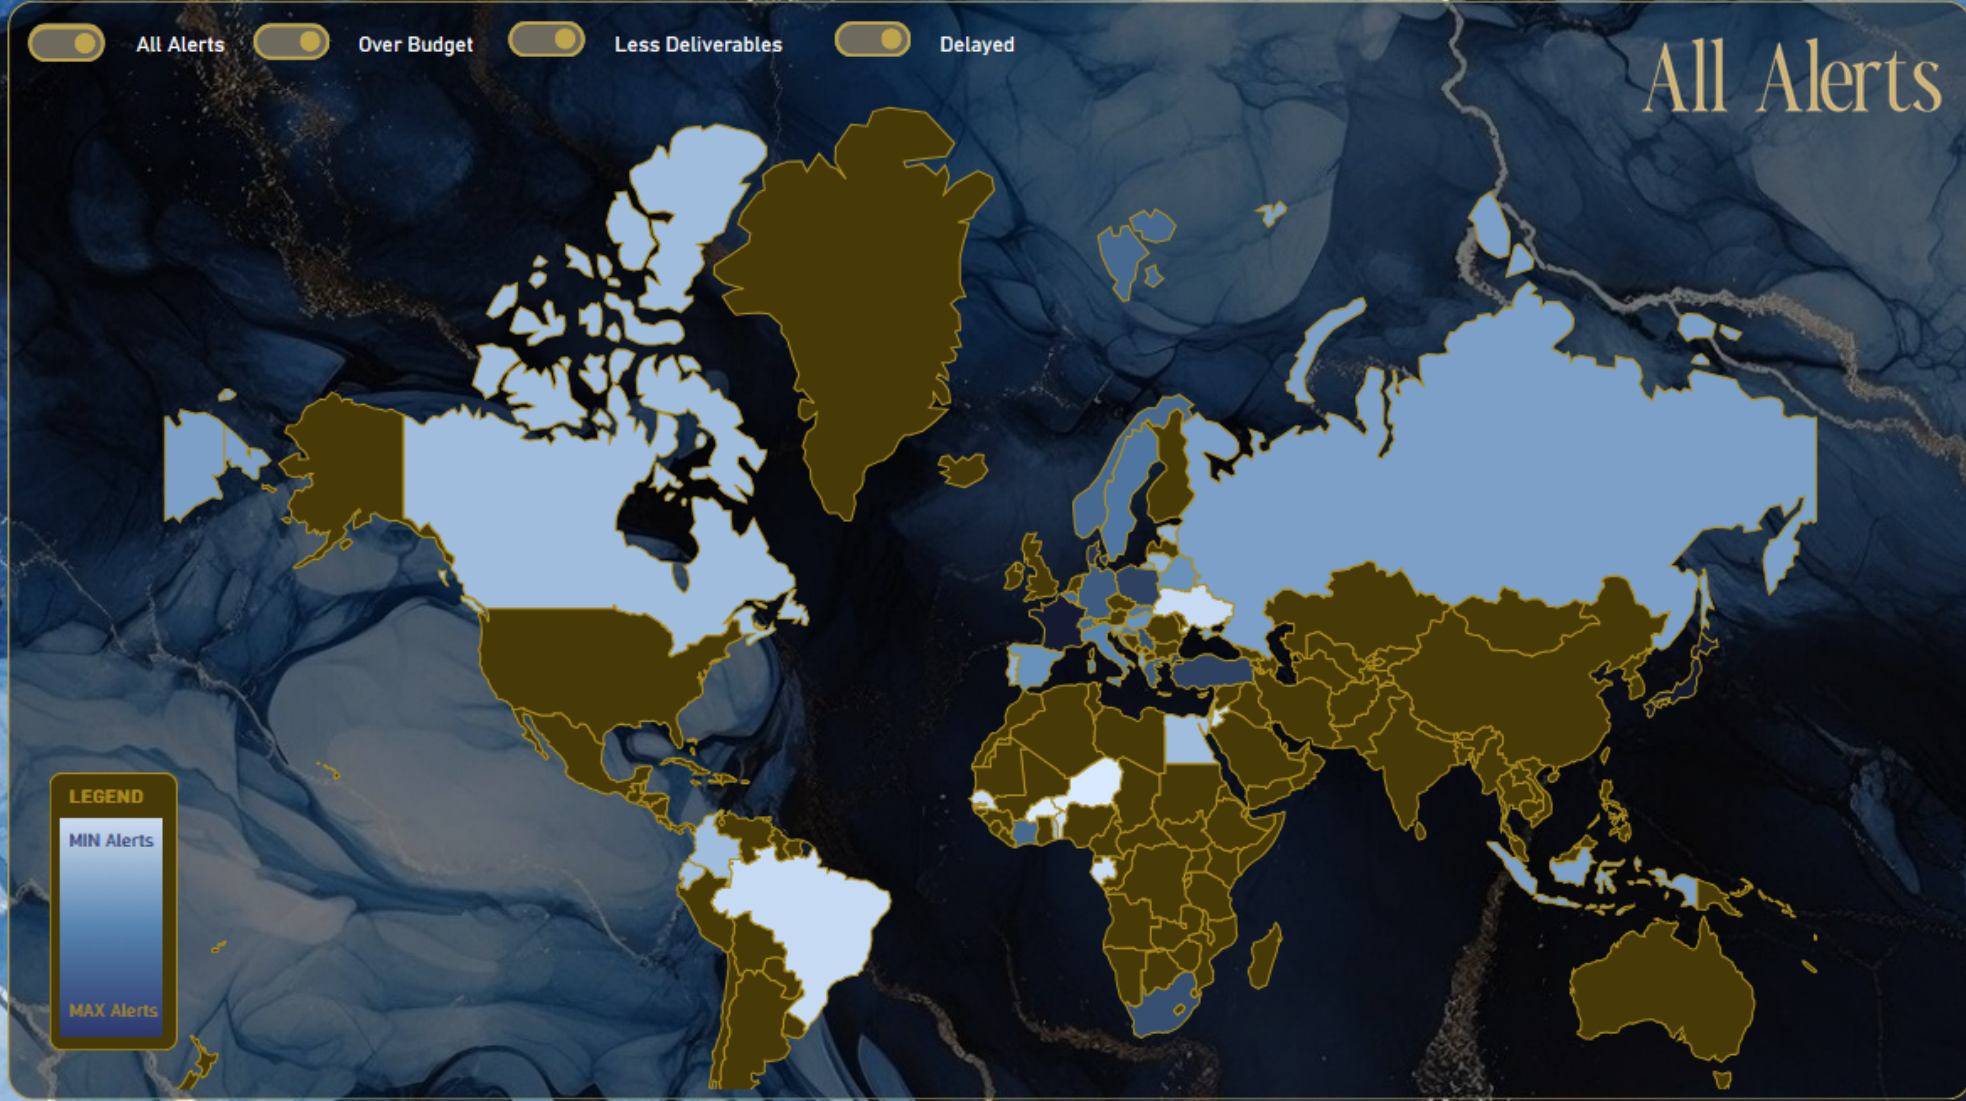 All Alerts
Over Budget
Less Deliverables
Delayed
All Alerts
LEGEND
MIN Alerts
MAX Alerts